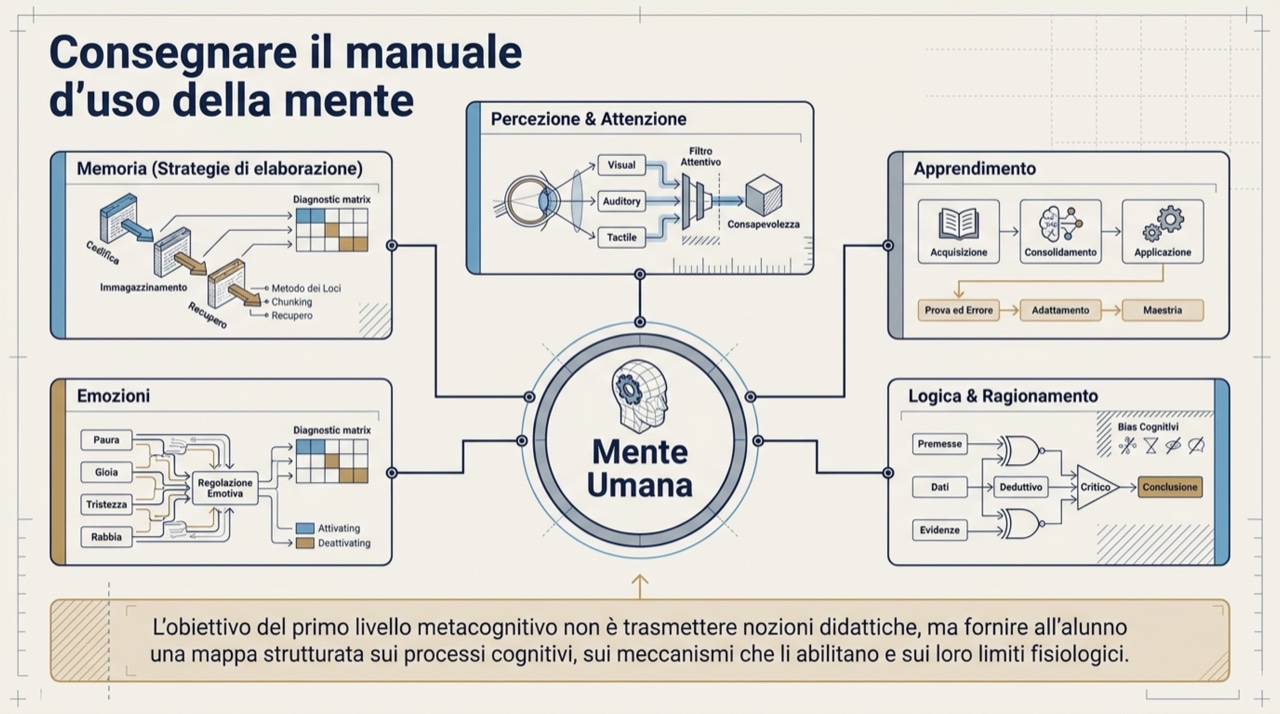 Consegnare il manuale
d'uso della mente
Memoria (Strategie di elaborazione)
Codifica
Immagazzinamento
Recupero
Diagnostic matrix
Metodo dei Loci
Chunking
Recupero
Percezione & Attenzione
Visual
Auditory
Tactile
Filtro
Attentivo
Consapevolezza
Apprendimento
Acquisizione
Consolidamento
Applicazione
Prova ed Errore
Adattamento
Maestria
Emozioni
Paura
Gioia
Tristezza
Rabbia
Regolazione
Emotiva
Diagnostic matrix
Activating
Deactivating
Mente
Umana
Logica & Ragionamento
Premesse
Dati
Evidenze
Deduttivo
Critico
Conclusione
Bias Cognitivi
L'obiettivo del primo livello metacognitivo non è trasmettere nozioni didattiche, ma fornire all'alunno
una mappa strutturata sui processi cognitivi, sui meccanismi che li abilitano e sui loro limiti fisiologici.